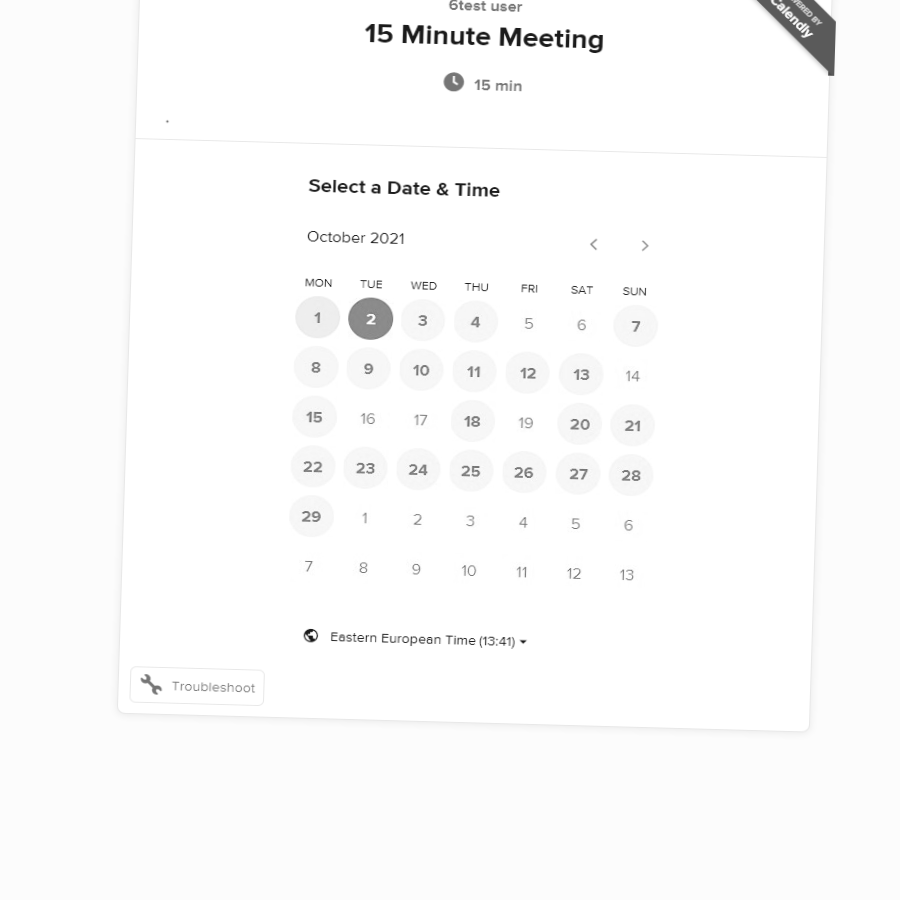 6test user
15 Minute Meeting
POWERED BY
Calendly
15 min
.
Select a Date & Time
October 2021
MON TUE WED THU FRI SAT SUN
1 2 3 4 5 6 7
8 9 10 11 12 13 14
15 16 17 18 19 20 21
22 23 24 25 26 27 28
29 1 2 3 4 5 6
7 8 9 10 11 12 13
Eastern European Time (13:41)
Troubleshoot